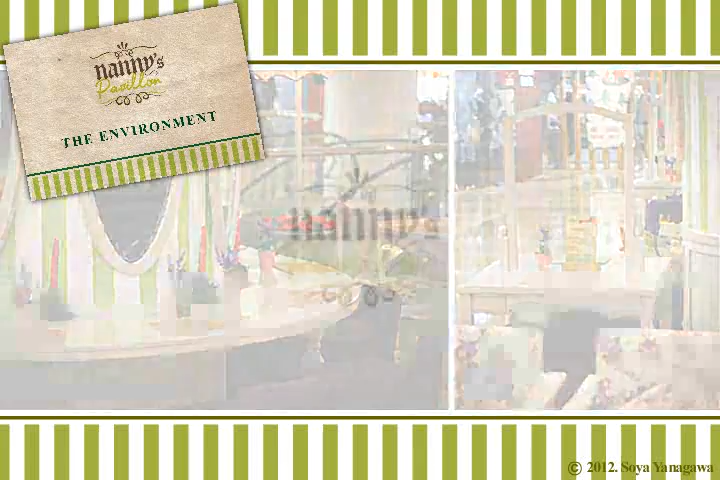 nanny's
Pavillon
THE ENVIRONMENT
nanny's
© 2012. Soya Yanagawa